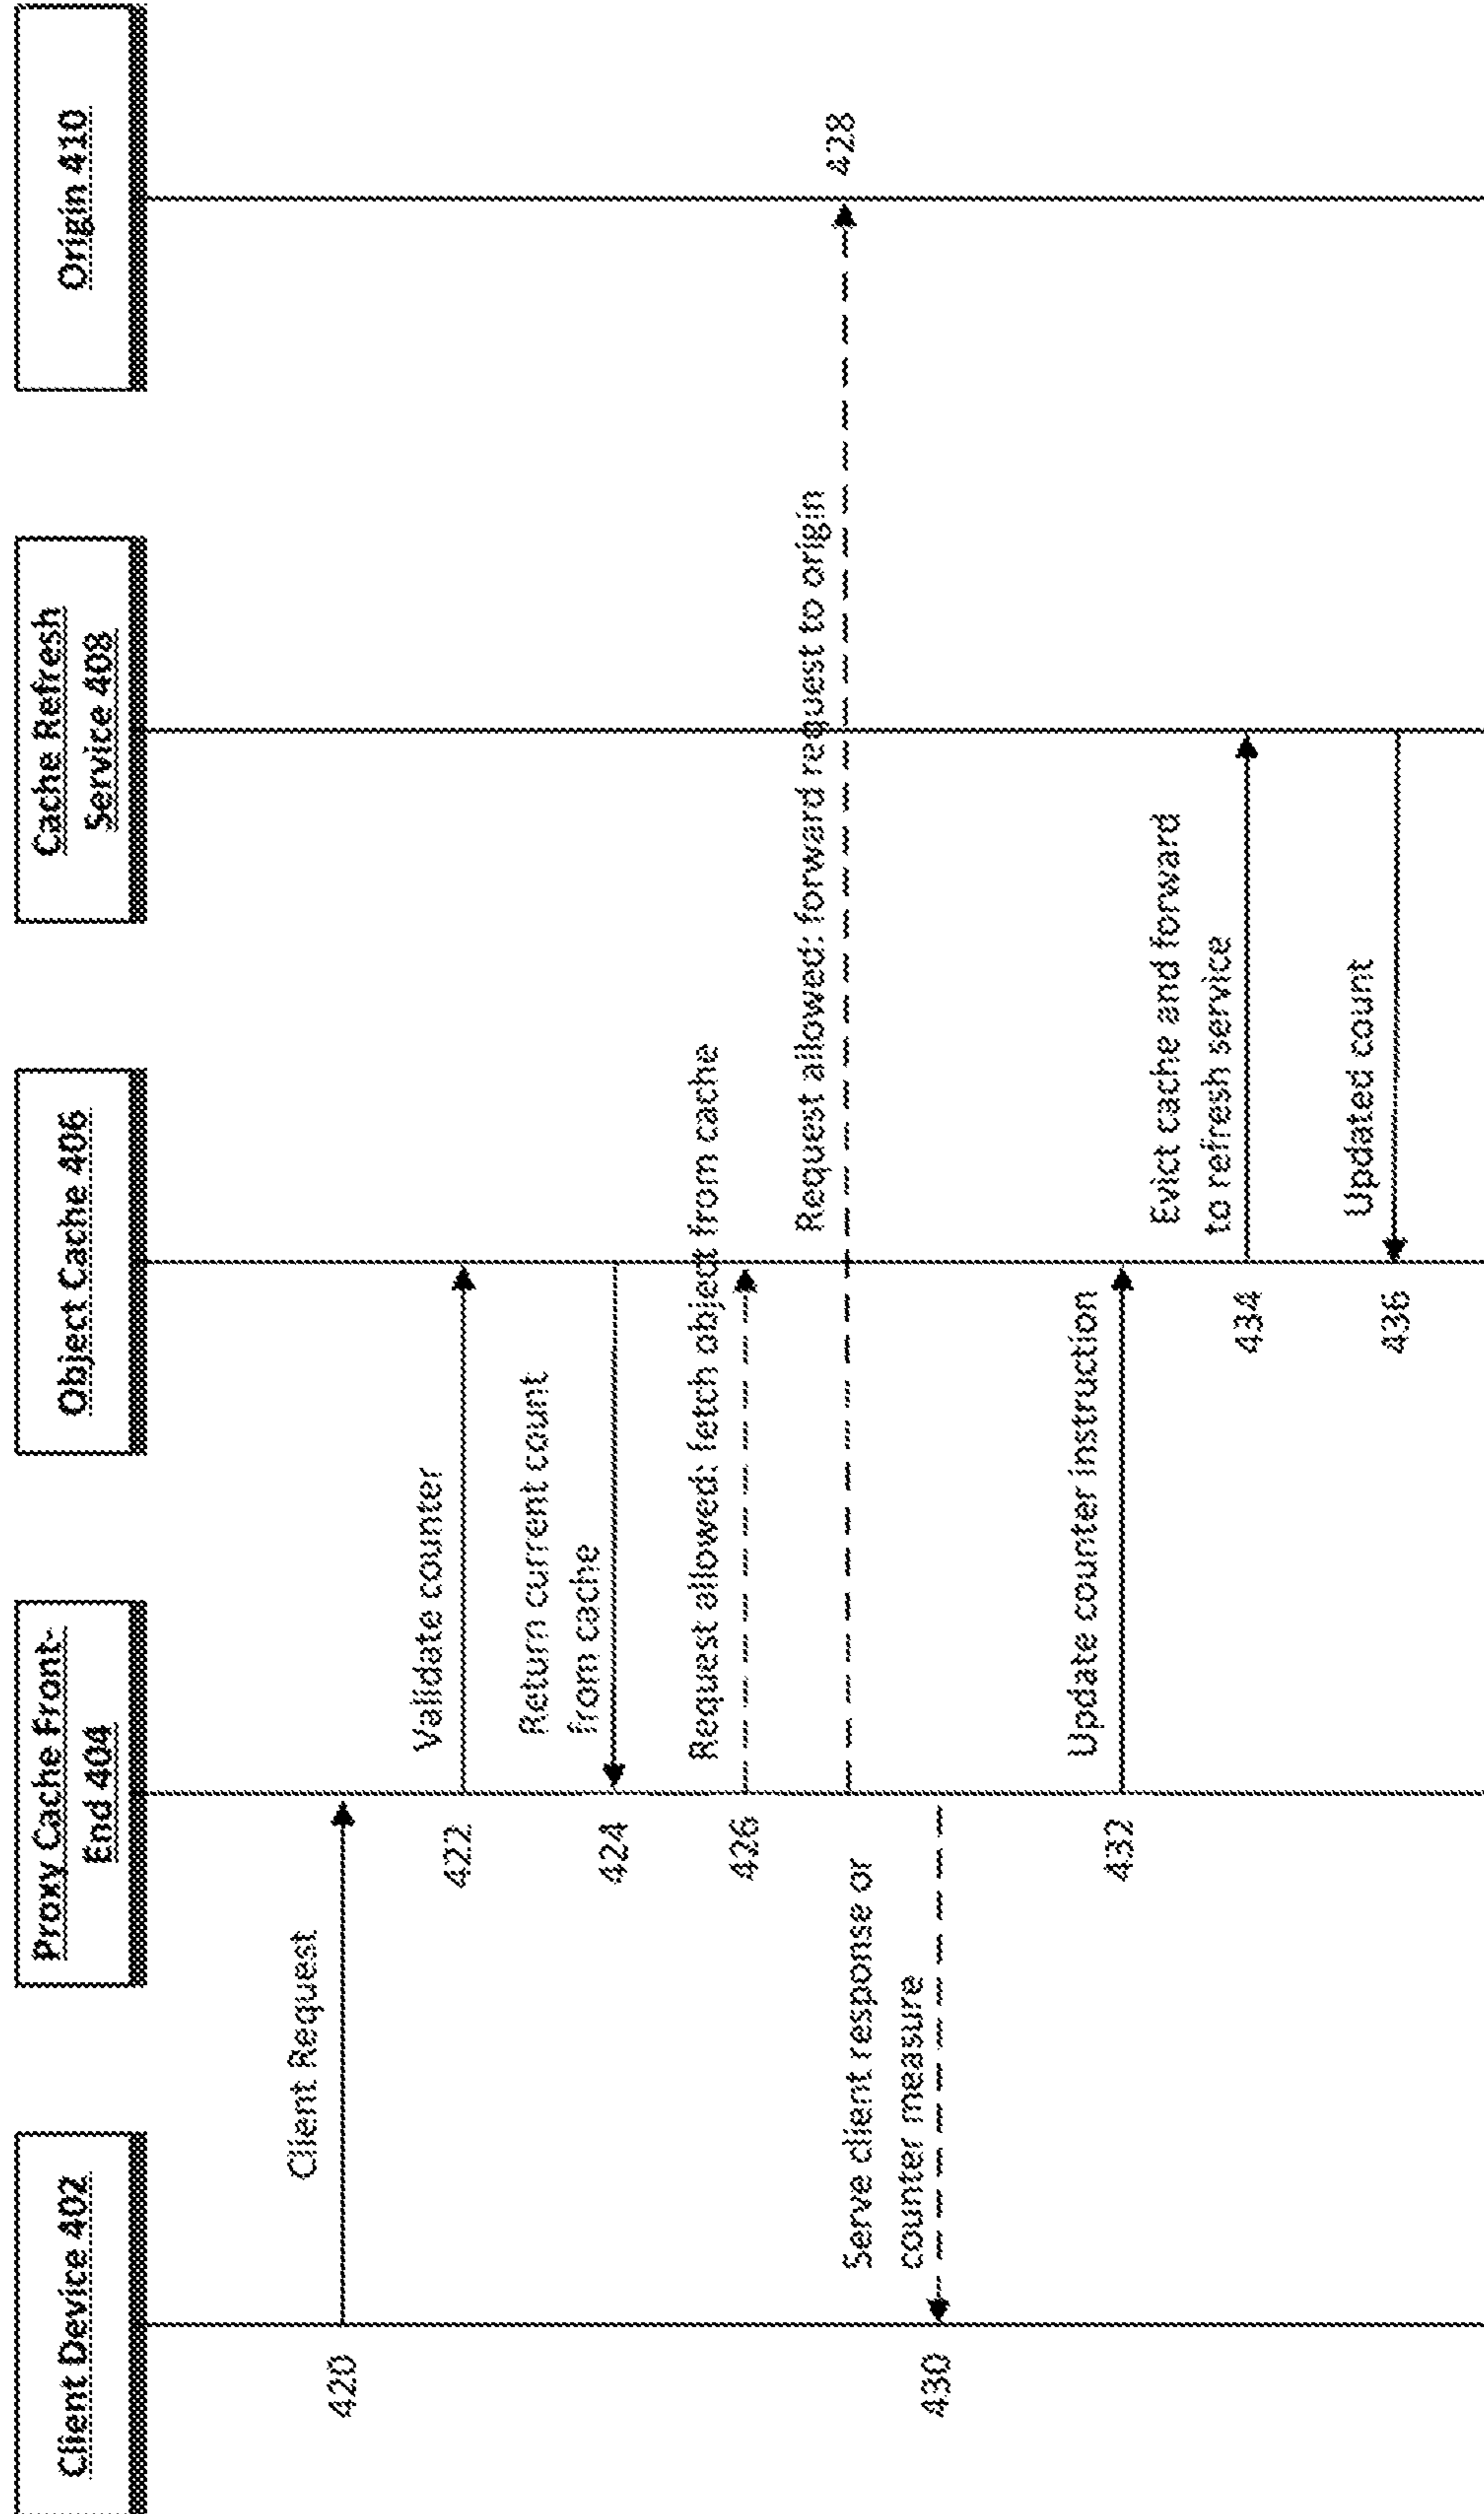 Client Device 402
Proxy Cache Front-
End 404
Object Cache 406
Cache Refresh
Service 408
Origin 410
420
Client Request
422
Validate counter
424
Return current count
from cache
426
Request allowed: fetch object from cache
Request allowed: forward request to origin
428
430
Serve client response or
counter measure
432
Update counter instruction
434
Evict cache and forward
to refresh service
436
Updated count